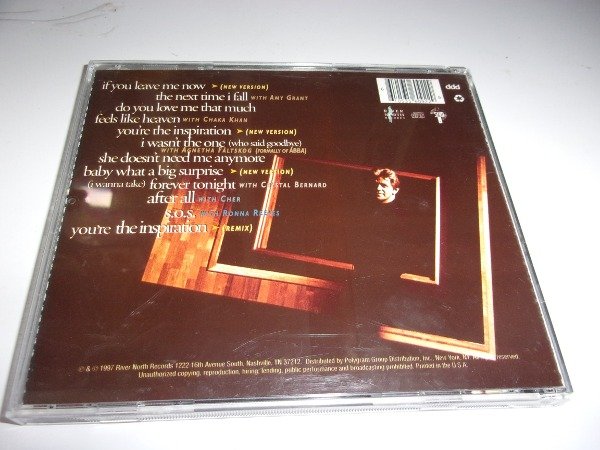 if you leave me now ➤ (NEW VERSION)
the next time i fall WITH AMY GRANT
do you love me that much
feels like heaven WITH CHAKA KHAN
you're the inspiration ➤ (NEW VERSION)
i wasn't the one (who said goodbye)
WITH AGNETHA FALTSKOG (FORMALLY OF ABBA)
she doesn't need me anymore
baby what a big surprise ➤ (NEW VERSION)
(i wanna take) forever tonight WITH CRYSTAL BERNARD
after all WITH CHER
s.o.s. WITH RONNA REEVES
you're the inspiration ➤ (REMIX)
ddd
℗ & © 1997 River North Records 1222 16th Avenue South, Nashville, TN 37212. Distributed by Polygram Group Distribution, Inc., New York, NY. All rights reserved.
Unauthorized copying, reproduction, hiring, lending, public performance and broadcasting prohibited. Printed in the U.S.A.